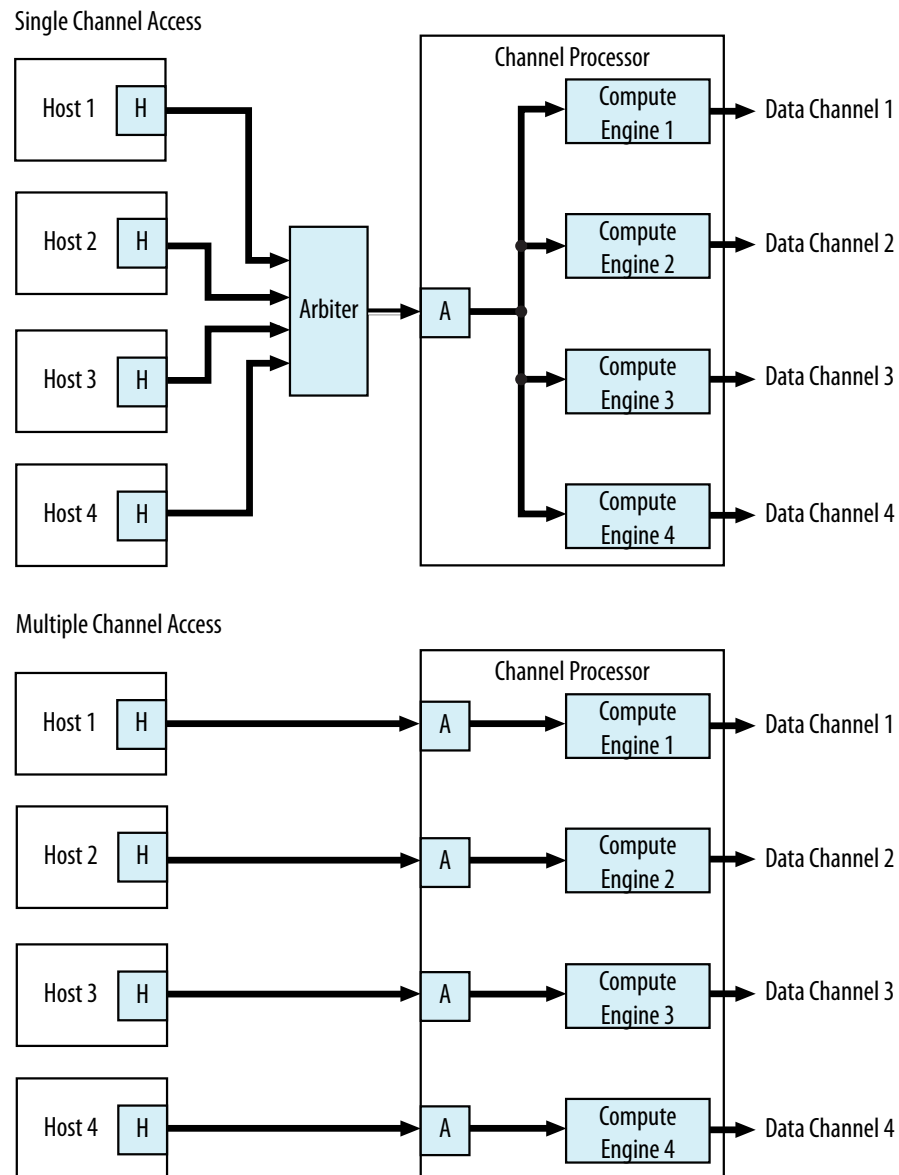 Single Channel Access
Channel Processor
Host 1
H
Compute
Engine 1
Data Channel 1
Host 2
H
Compute
Engine 2
Data Channel 2
Arbiter
A
Host 3
H
Compute
Engine 3
Data Channel 3
Host 4
H
Compute
Engine 4
Data Channel 4
Multiple Channel Access
Channel Processor
Host 1
H
A
Compute
Engine 1
Data Channel 1
Host 2
H
A
Compute
Engine 2
Data Channel 2
Host 3
H
A
Compute
Engine 3
Data Channel 3
Host 4
H
A
Compute
Engine 4
Data Channel 4